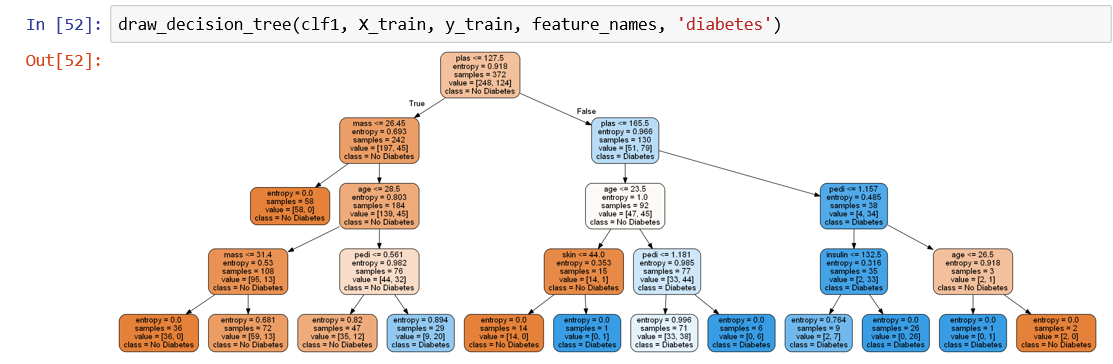 In [52]: draw_decision_tree(clf1, X_train, y_train, feature_names, 'diabetes')
Out[52]:
plas <= 127.5
entropy = 0.918
samples = 372
value = [248, 124]
class = No Diabetes
True
False
mass <= 26.45
entropy = 0.693
samples = 242
value = [197, 45]
class = No Diabetes
plas <= 165.5
entropy = 0.966
samples = 130
value = [51, 79]
class = Diabetes
entropy = 0.0
samples = 58
value = [58, 0]
class = No Diabetes
age <= 28.5
entropy = 0.803
samples = 184
value = [139, 45]
class = No Diabetes
age <= 23.5
entropy = 1.0
samples = 92
value = [47, 45]
class = No Diabetes
pedi <= 1.157
entropy = 0.485
samples = 38
value = [4, 34]
class = Diabetes
mass <= 31.4
entropy = 0.53
samples = 108
value = [95, 13]
class = No Diabetes
pedi <= 0.561
entropy = 0.982
samples = 76
value = [44, 32]
class = No Diabetes
skin <= 44.0
entropy = 0.353
samples = 15
value = [14, 1]
class = No Diabetes
pedi <= 1.181
entropy = 0.985
samples = 77
value = [33, 44]
class = Diabetes
insulin <= 132.5
entropy = 0.316
samples = 35
value = [2, 33]
class = Diabetes
age <= 26.5
entropy = 0.918
samples = 3
value = [2, 1]
class = No Diabetes
entropy = 0.0
samples = 36
value = [36, 0]
class = No Diabetes
entropy = 0.681
samples = 72
value = [59, 13]
class = No Diabetes
entropy = 0.82
samples = 47
value = [35, 12]
class = No Diabetes
entropy = 0.894
samples = 29
value = [9, 20]
class = Diabetes
entropy = 0.0
samples = 14
value = [14, 0]
class = No Diabetes
entropy = 0.0
samples = 1
value = [0, 1]
class = Diabetes
entropy = 0.996
samples = 71
value = [33, 38]
class = Diabetes
entropy = 0.0
samples = 6
value = [0, 6]
class = Diabetes
entropy = 0.764
samples = 9
value = [2, 7]
class = Diabetes
entropy = 0.0
samples = 26
value = [0, 26]
class = Diabetes
entropy = 0.0
samples = 1
value = [0, 1]
class = Diabetes
entropy = 0.0
samples = 2
value = [2, 0]
class = No Diabetes